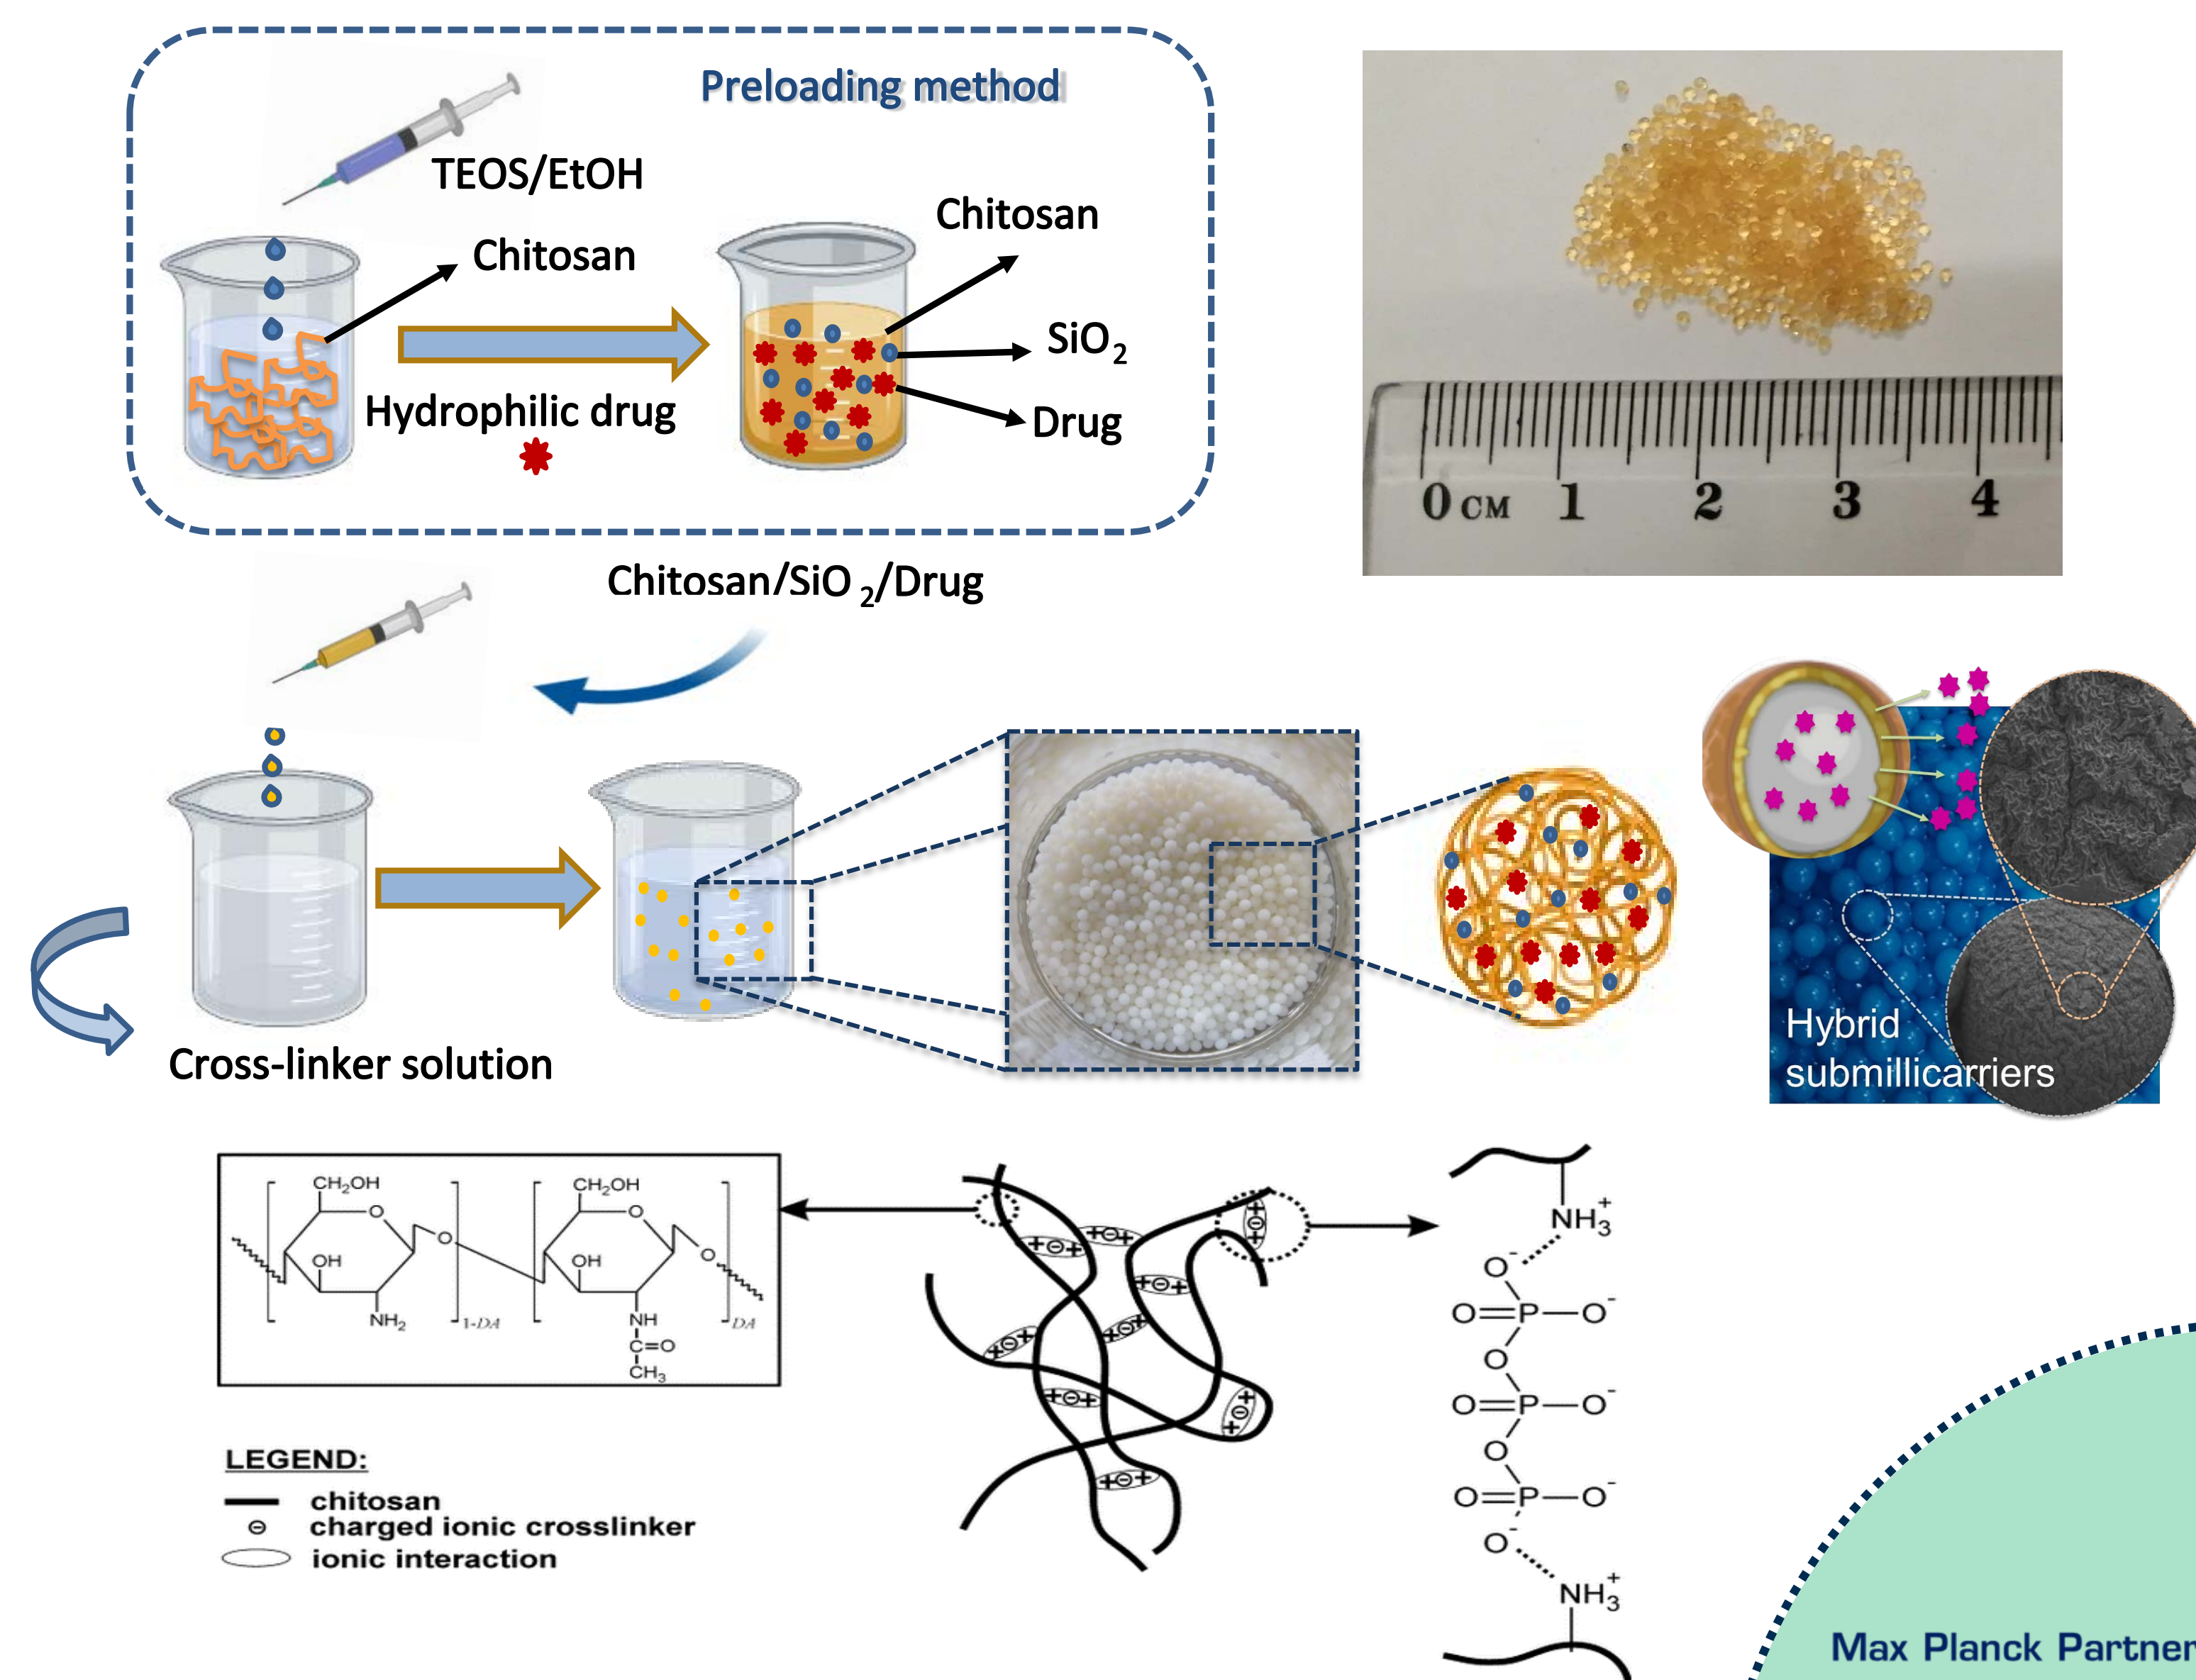 Preloading method
TEOS/EtOH
Chitosan
Chitosan
SiO2
Hydrophilic drug
Drug
0 CM 1 2 3 4
Chitosan/SiO2/Drug
Cross-linker solution
Hybrid
submillicarriers
CH2OH
O
O
OH
NH2
1-DA
CH2OH
O
O
OH
NH
C=O
CH3
DA
NH3+
O-
O=P—O-
O
O=P—O-
O
O=P—O-
O-
NH3+
LEGEND:
chitosan
charged ionic crosslinker
ionic interaction
Max Planck Partner